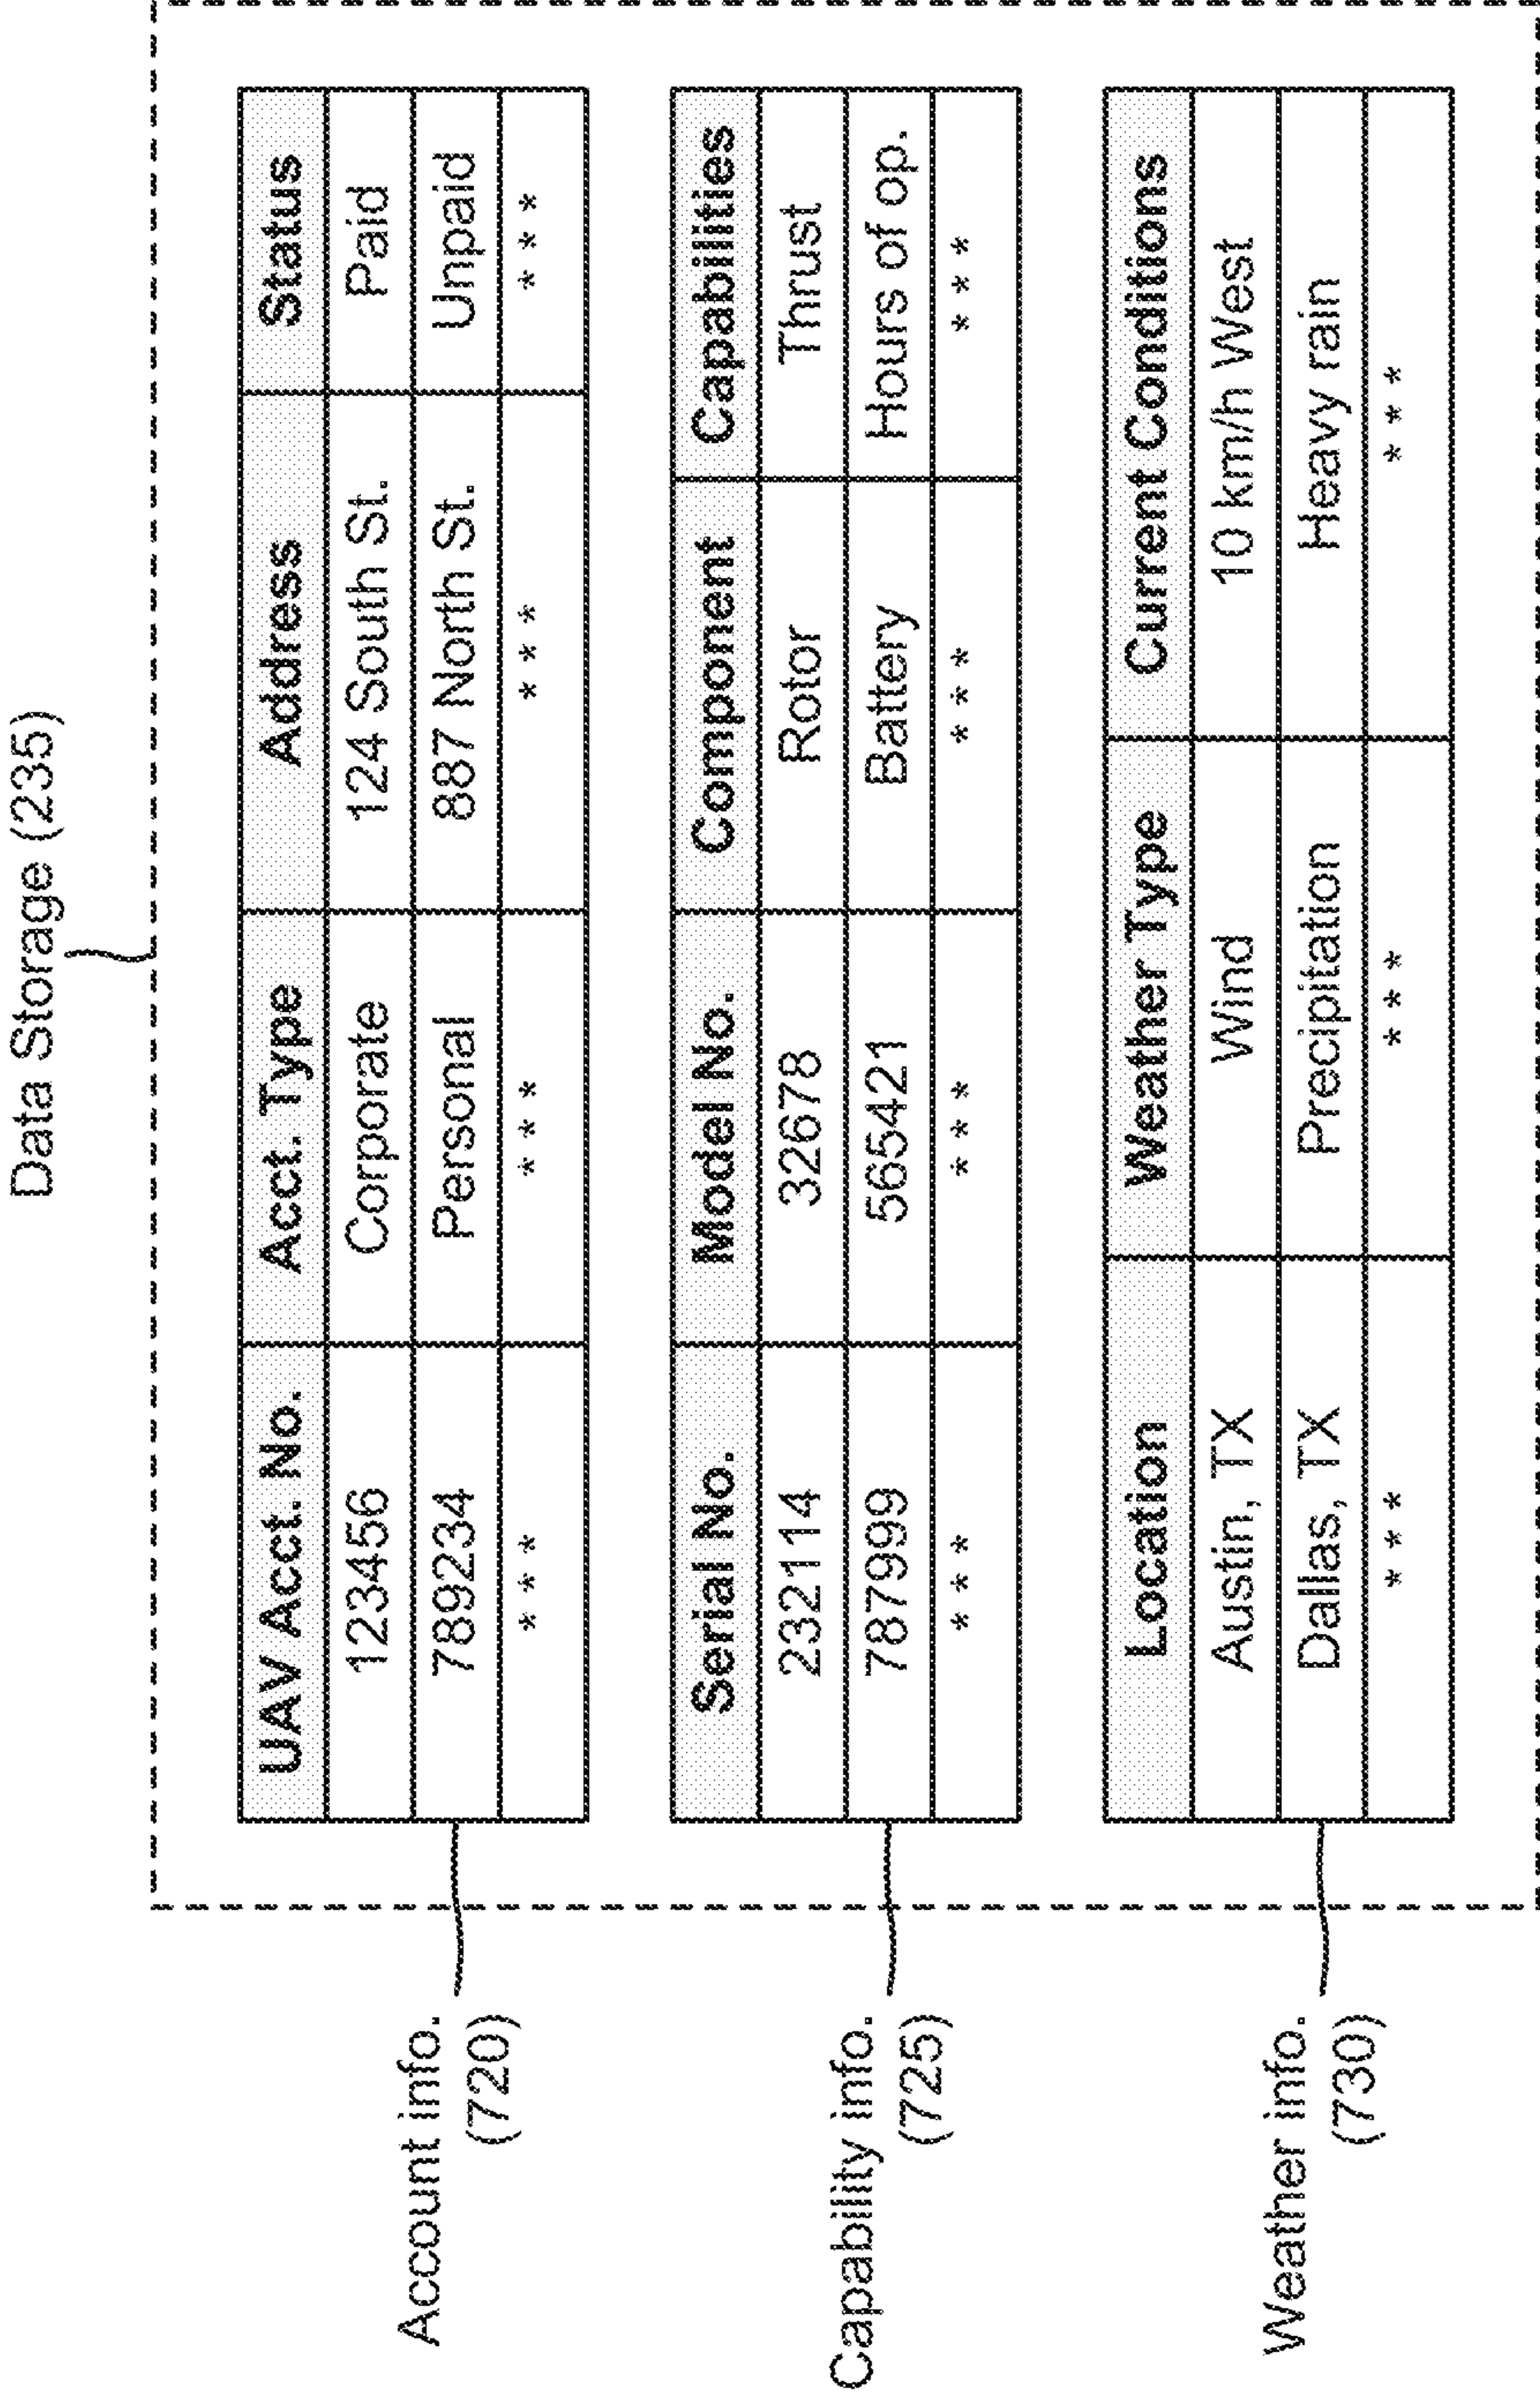 Data Storage (235)
Account info.
(720)
UAV Acct. No. Acct. Type Address Status
123456 Corporate 124 South St. Paid
789234 Personal 887 North St. Unpaid
* * * * * * * * * * * *
Capability info.
(725)
Serial No. Model No. Component Capabilities
232114 32678 Rotor Thrust
787999 565421 Battery Hours of op.
* * * * * * * * * * * *
Weather info.
(730)
Location Weather Type Current Conditions
Austin, TX Wind 10 km/h West
Dallas, TX Precipitation Heavy rain
* * * * * * * * *